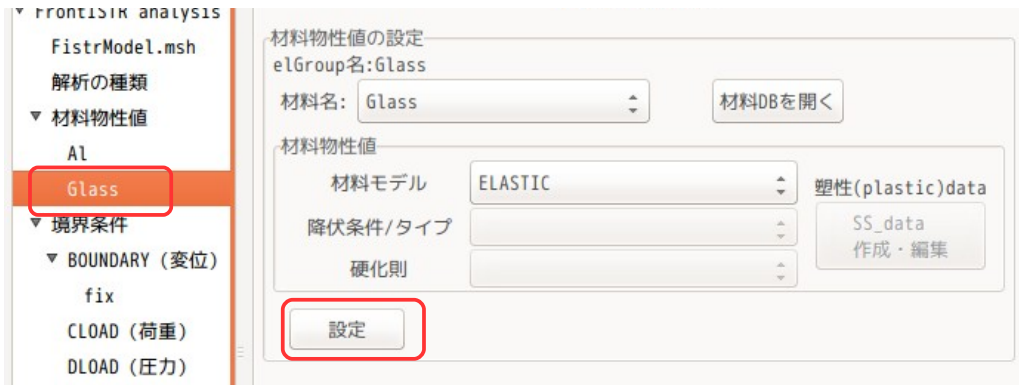 ▼ FrontISTR analysis
FistrModel.msh
解析の種類
▼ 材料物性値
Al
Glass
▼ 境界条件
▼ BOUNDARY (変位)
fix
CLOAD (荷重)
DLOAD (圧力)
材料物性値の設定
elGroup名:Glass
材料名: Glass
材料DBを開く
材料物性値
材料モデル ELASTIC
降伏条件/タイプ
硬化則
塑性(plastic)data
SS_data
作成・編集
設定